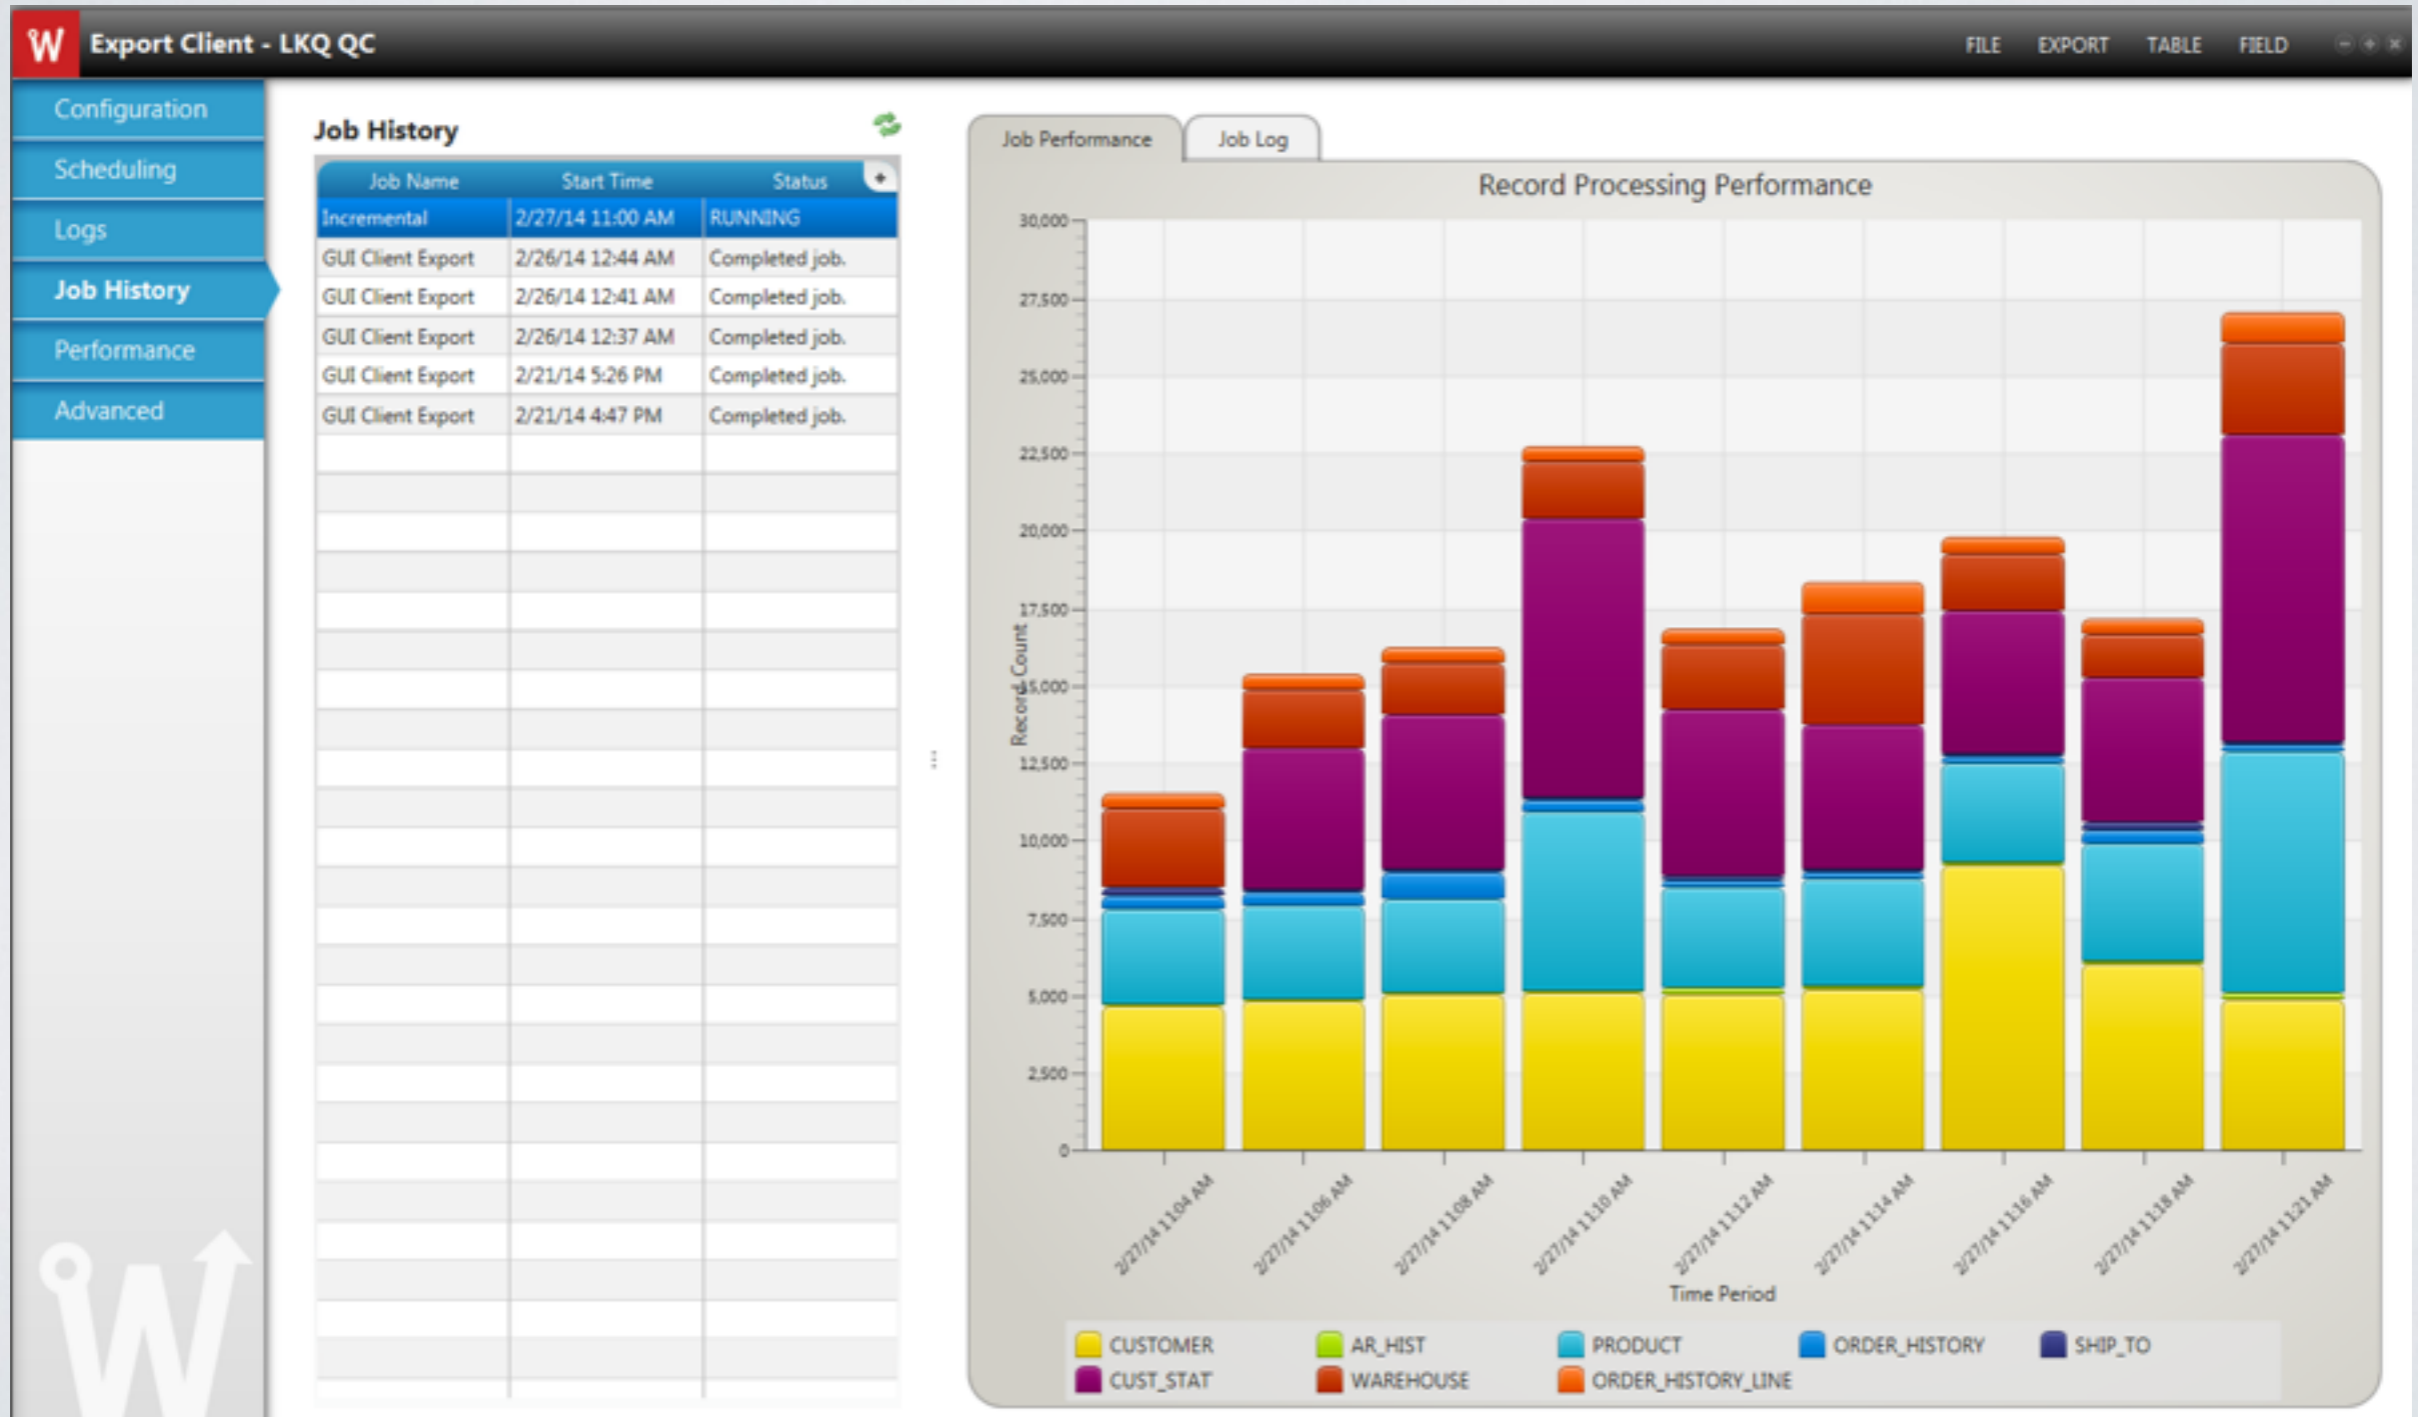 W Export Client - LKQ QC
FILE EXPORT TABLE FIELD
Configuration
Scheduling
Logs
Job History
Performance
Advanced
Job History
Job Name Start Time Status +
Incremental 2/27/14 11:00 AM RUNNING
GUI Client Export 2/26/14 12:44 AM Completed job.
GUI Client Export 2/26/14 12:41 AM Completed job.
GUI Client Export 2/26/14 12:37 AM Completed job.
GUI Client Export 2/21/14 5:26 PM Completed job.
GUI Client Export 2/21/14 4:47 PM Completed job.
Job Performance Job Log
Record Processing Performance
30,000
27,500
25,000
22,500
20,000
17,500
15,000
12,500
10,000
7,500
5,000
2,500
0
Record Count
2/27/14 11:04 AM
2/27/14 11:06 AM
2/27/14 11:08 AM
2/27/14 11:10 AM
2/27/14 11:12 AM
2/27/14 11:14 AM
2/27/14 11:16 AM
2/27/14 11:18 AM
2/27/14 11:21 AM
Time Period
CUSTOMER AR_HIST PRODUCT ORDER_HISTORY SHIP_TO
CUST_STAT WAREHOUSE ORDER_HISTORY_LINE
W